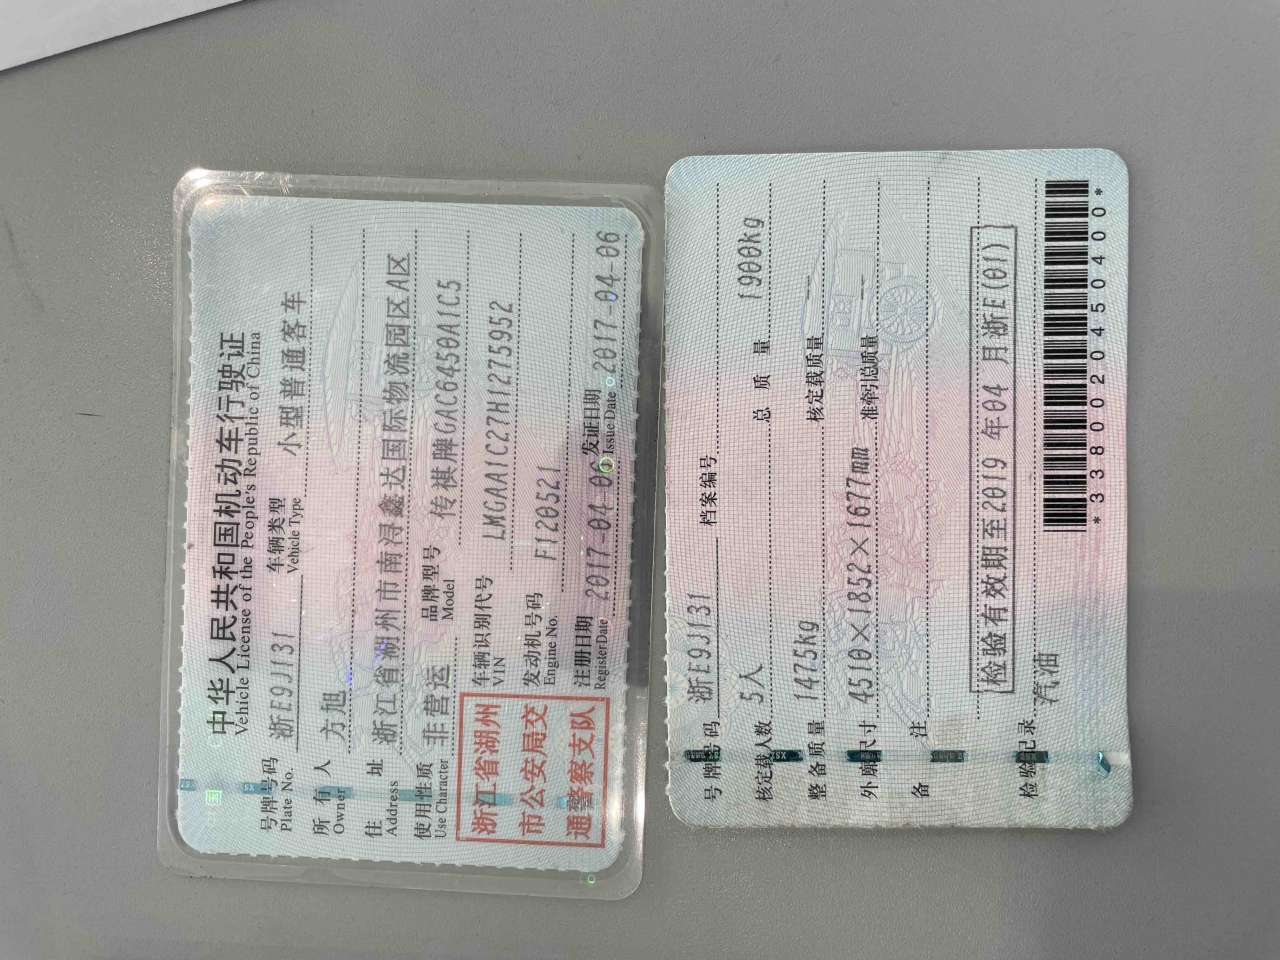 中华人民共和国机动车行驶证
Vehicle License of the People's Republic of China
号牌号码 浙E9J131 车辆类型 小型普通客车
Plate No. Vehicle Type
所有人 方旭
Owner
住址 浙江省湖州市南浔鑫达国际物流园区A区
Address
使用性质 非营运 品牌型号 传祺牌GAC6450A1C5
Use Character Model
浙江省湖州
市公安局交
通警察支队
车辆识别代号 LMGAA1C27H1275952
VIN
发动机号码 F120521
Engine No.
注册日期 2017-04-06 发证日期 2017-04-06
Register Date Issue Date
号牌号码 浙E9J131 档案编号
核定载人数 5人 总质量 1900kg
整备质量 1475kg 核定载质量 --
外廓尺寸 4510×1852×1677mm 准牵引总质量 --
备注
检验有效期至2019年04月浙E(01)
检验记录 汽油
*3380020450400*